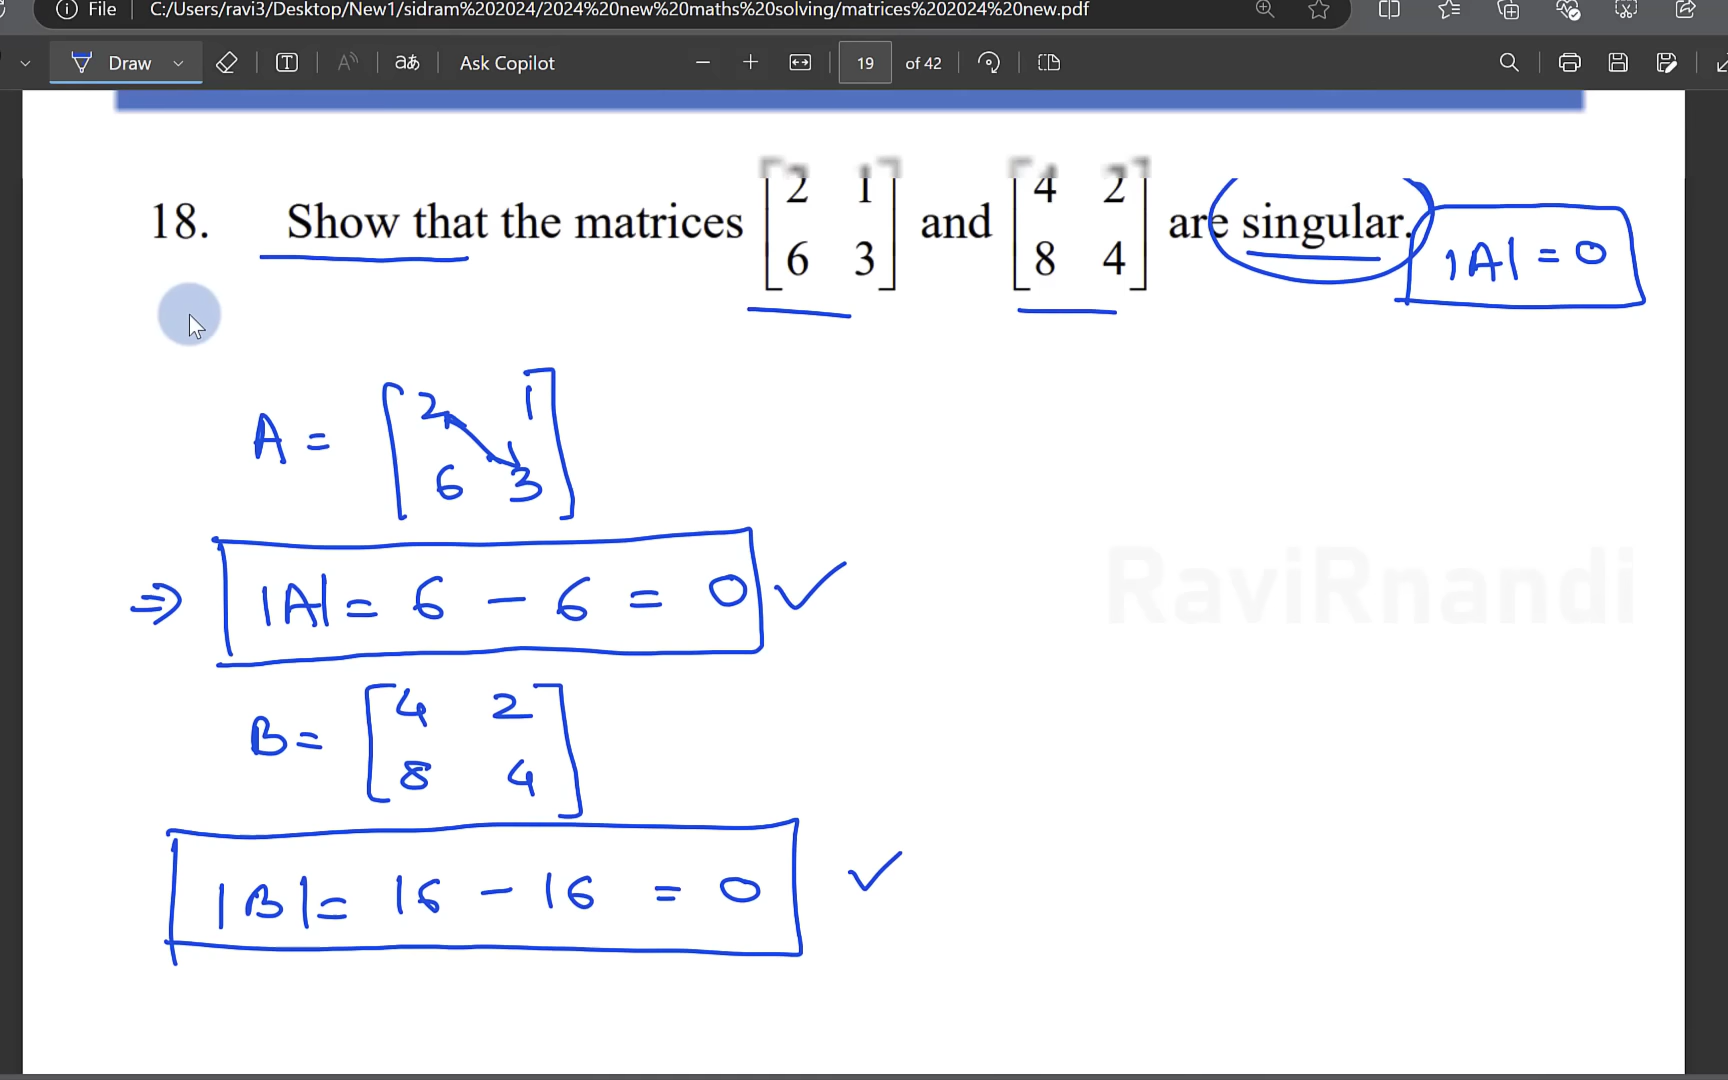 File C:/Users/ravi3/Desktop/New1/sidram%202024/2024%20new%20maths%20solving/matrices%202024%20new.pdf
Draw T aあ Ask Copilot 19 of 42
18. Show that the matrices [2 1 and [4 2 are singular.
6 3] 8 4]
|A| = 0
A = [2 1
6 3]
⇒ |A| = 6 - 6 = 0 ✓
RaviRnandi
B = [4 2
8 4]
|B| = 16 - 16 = 0 ✓